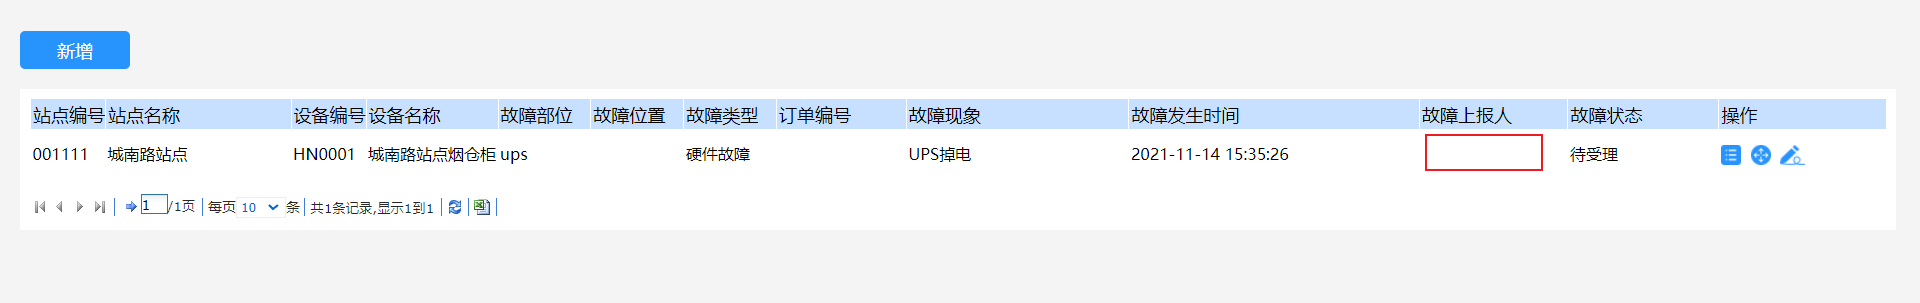 新增
站点编号 站点名称 设备编号 设备名称 故障部位 故障位置 故障类型 订单编号 故障现象 故障发生时间 故障上报人 故障状态 操作
001111 城南路站点 HN0001 城南路站点烟仓柜 ups 硬件故障 UPS掉电 2021-11-14 15:35:26 待受理
1 /1页 每页 10 条 共1条记录,显示1到1